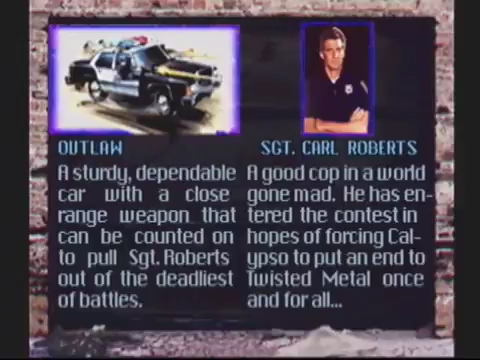 OUTLAW
A sturdy, dependable
car with a close
range weapon that
can be counted on
to pull Sgt. Roberts
out of the deadliest
of battles.
SGT. CARL ROBERTS
A good cop in a world
gone mad. He has en-
tered the contest in
hopes of forcing Cal-
ypso to put an end to
Twisted Metal once
and for all...